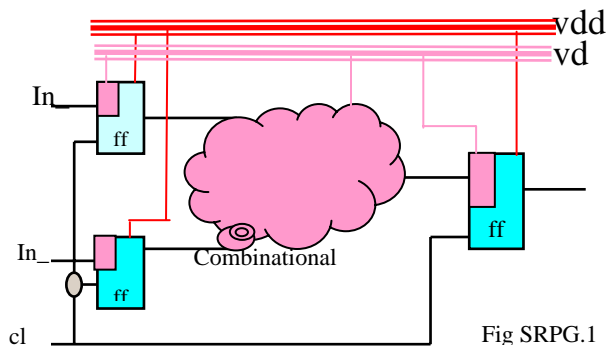 vdd
vd
In_
ff
ff
In_
Combinational
ff
cl
Fig SRPG.1